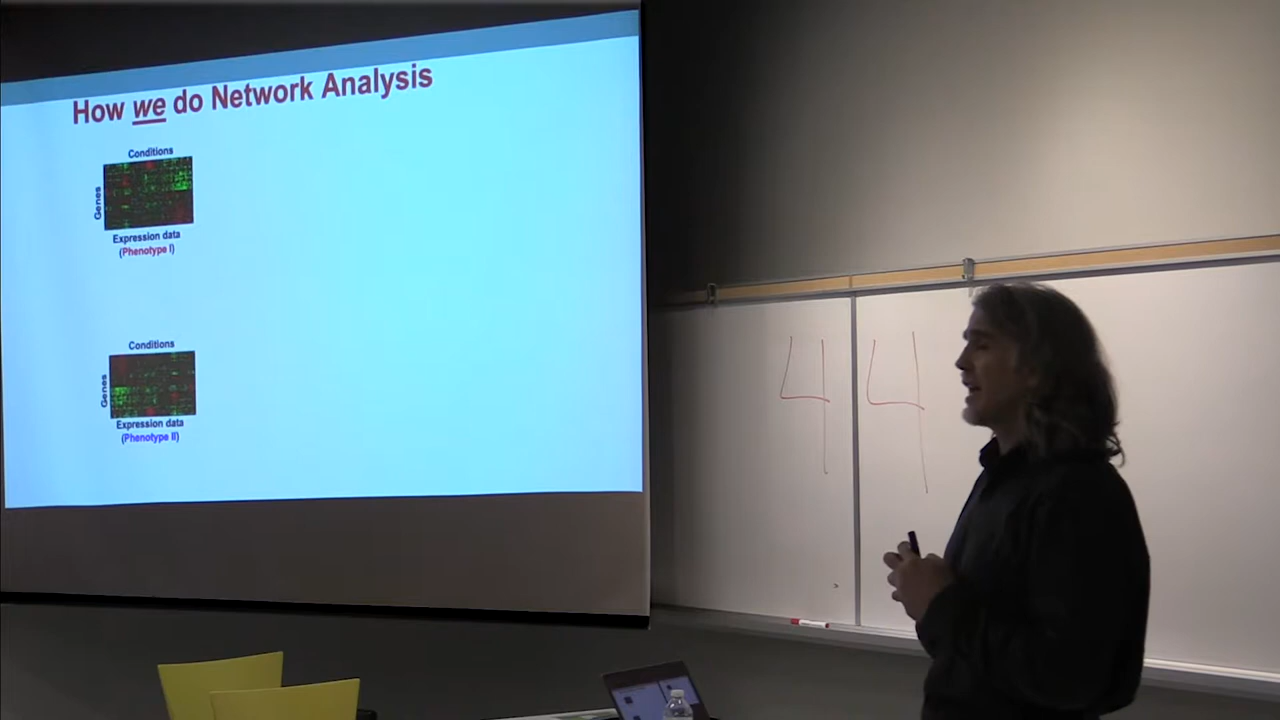 How we do Network Analysis
Conditions
Genes
Expression data
(Phenotype I)
Conditions
Genes
Expression data
(Phenotype II)
44